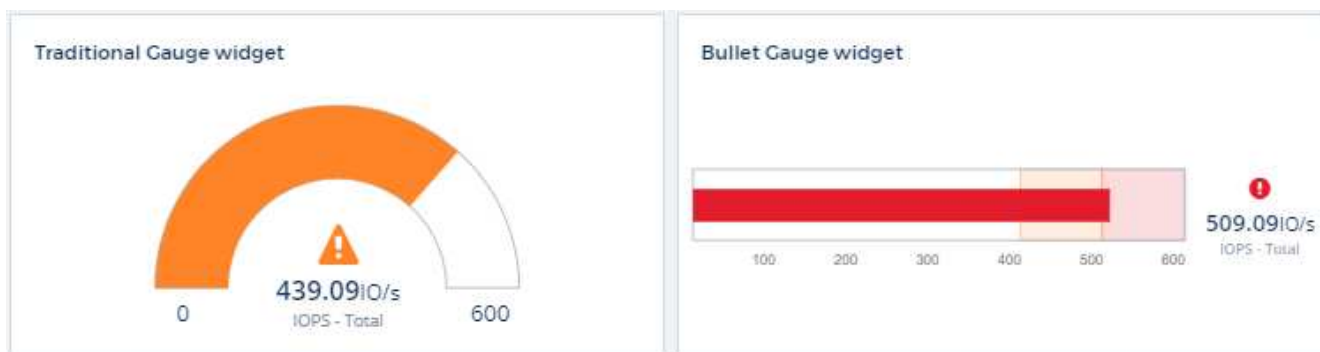 Traditional Gauge widget
439.09IO/s
0
IOPS - Total
600
Bullet Gauge widget
509.09IO/s
IOPS - Total
100 200 300 400 500 600